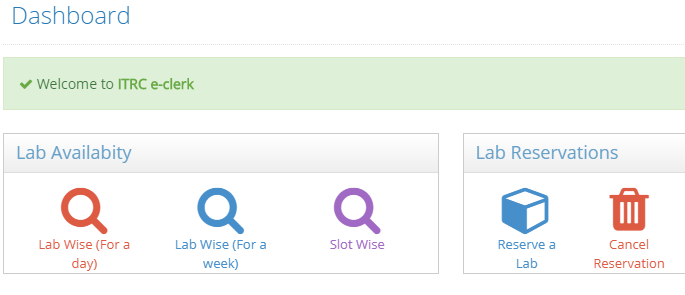 Dashboard
Welcome to ITRC e-clerk
Lab Availabity
Lab Wise (For a
day)
Lab Wise (For a
week)
Slot Wise
Lab Reservations
Reserve a
Lab
Cancel
Reservation